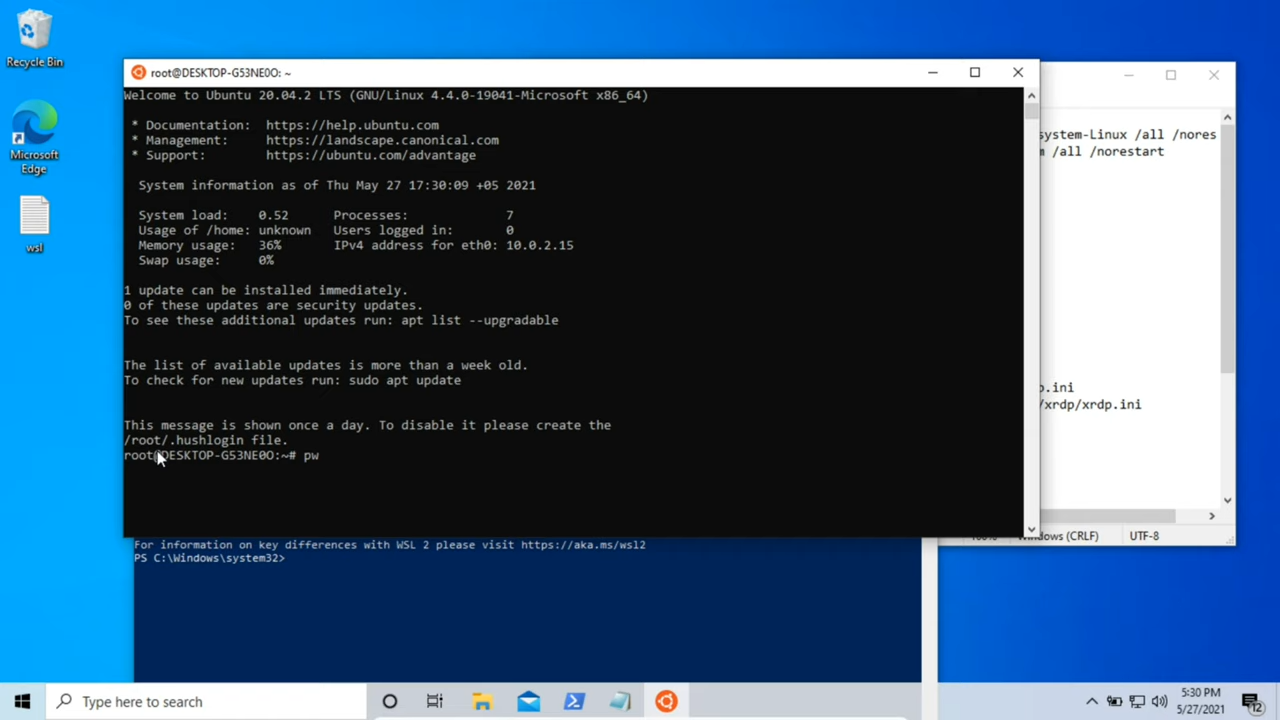 Recycle Bin
Microsoft
Edge
wsl
root@DESKTOP-G53NE0O: ~
Welcome to Ubuntu 20.04.2 LTS (GNU/Linux 4.4.0-19041-Microsoft x86_64)
* Documentation: https://help.ubuntu.com
* Management: https://landscape.canonical.com
* Support: https://ubuntu.com/advantage
System information as of Thu May 27 17:30:09 +05 2021
System load: 0.52 Processes: 7
Usage of /home: unknown Users logged in: 0
Memory usage: 36% IPv4 address for eth0: 10.0.2.15
Swap usage: 0%
1 update can be installed immediately.
0 of these updates are security updates.
To see these additional updates run: apt list --upgradable
The list of available updates is more than a week old.
To check for new updates run: sudo apt update
This message is shown once a day. To disable it please create the
/root/.hushlogin file.
root@DESKTOP-G53NE0O:~# pw
ystem-Linux /all /nores
/all /norestart
p.ini
/xrdp/xrdp.ini
Windows (CRLF) UTF-8
For information on key differences with WSL 2 please visit https://aka.ms/wsl2
PS C:\Windows\system32>
Type here to search
5:30 PM
5/27/2021
12